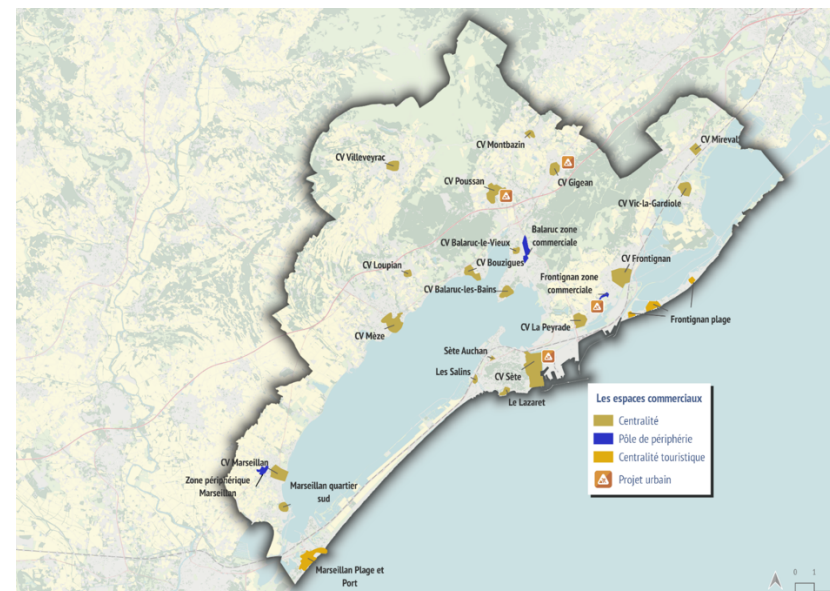 CV Mireval
CV Montbazin
CV Villeveyrac
CV Gigean
CV Poussan
CV Vic-la-Gardiole
Balaruc zone
commerciale
CV Balaruc-le-Vieux
CV Frontignan
CV Bouzigues
CV Loupian
Frontignan zone
commerciale
CV Balaruc-les-Bains
Frontignan plage
CV La Peyrade
CV Mèze
Sète Auchan
Les Salins
CV Sète
Le Lazaret
Les espaces commerciaux
Centralité
Pôle de périphérie
Centralité touristique
Projet urbain
CV Marseillan
Zone périphérique
Marseillan
Marseillan quartier
sud
Marseillan Plage et
Port
0 1